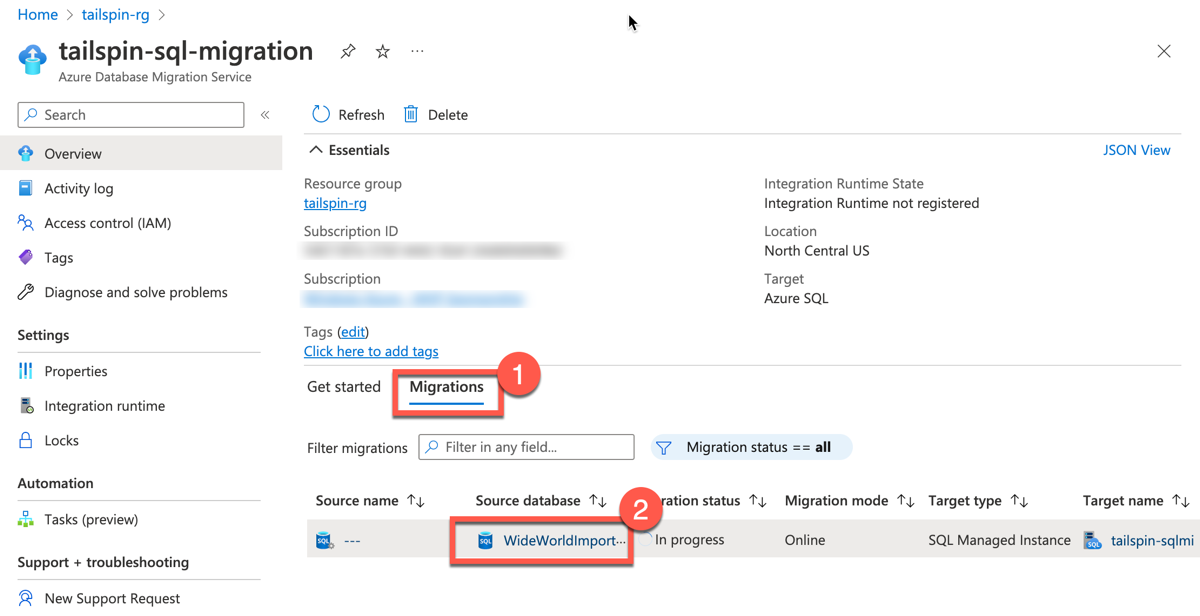 Home > tailspin-rg >
tailspin-sql-migration ...
Azure Database Migration Service
Search «
Overview
Activity log
Access control (IAM)
Tags
Diagnose and solve problems
Settings
Properties
Integration runtime
Locks
Automation
Tasks (preview)
Support + troubleshooting
New Support Request
Refresh Delete
Essentials JSON View
Resource group
tailspin-rg
Subscription ID
Subscription
Tags (edit)
Click here to add tags
Integration Runtime State
Integration Runtime not registered
Location
North Central US
Target
Azure SQL
Get started Migrations 1
Filter migrations Filter in any field... Migration status == all
Source name ↑↓ Source database ↑↓ 2 ration status ↑↓ Migration mode ↑↓ Target type ↑↓ Target name ↑↓
SQL --- SQL WideWorldImport... In progress Online SQL Managed Instance SQL tailspin-sqlmi